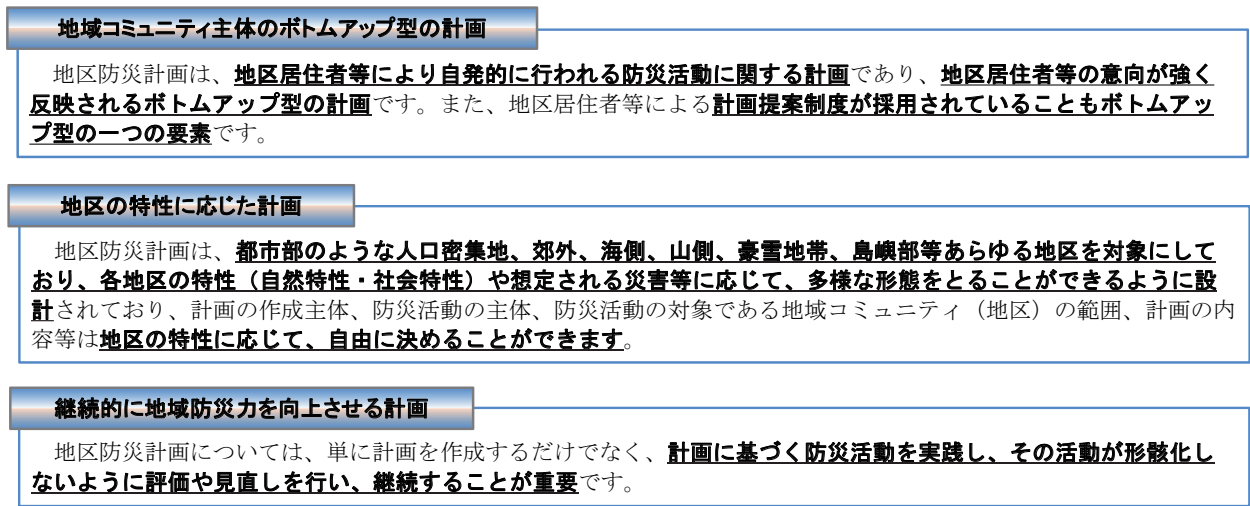 地域コミュニティ主体のボトムアップ型の計画
地区防災計画は、地区居住者等により自発的に行われる防災活動に関する計画であり、地区居住者等の意向が強く
反映されるボトムアップ型の計画です。また、地区居住者等による計画提案制度が採用されていることもボトムアッ
プ型の一つの要素です。
地区の特性に応じた計画
地区防災計画は、都市部のような人口密集地、郊外、海側、山側、豪雪地帯、島嶼部等あらゆる地区を対象にして
おり、各地区の特性（自然特性・社会特性）や想定される災害等に応じて、多様な形態をとることができるように設
計されており、計画の作成主体、防災活動の主体、防災活動の対象である地域コミュニティ（地区）の範囲、計画の内
容等は地区の特性に応じて、自由に決めることができます。
継続的に地域防災力を向上させる計画
地区防災計画については、単に計画を作成するだけでなく、計画に基づく防災活動を実践し、その活動が形骸化し
ないように評価や見直しを行い、継続することが重要です。